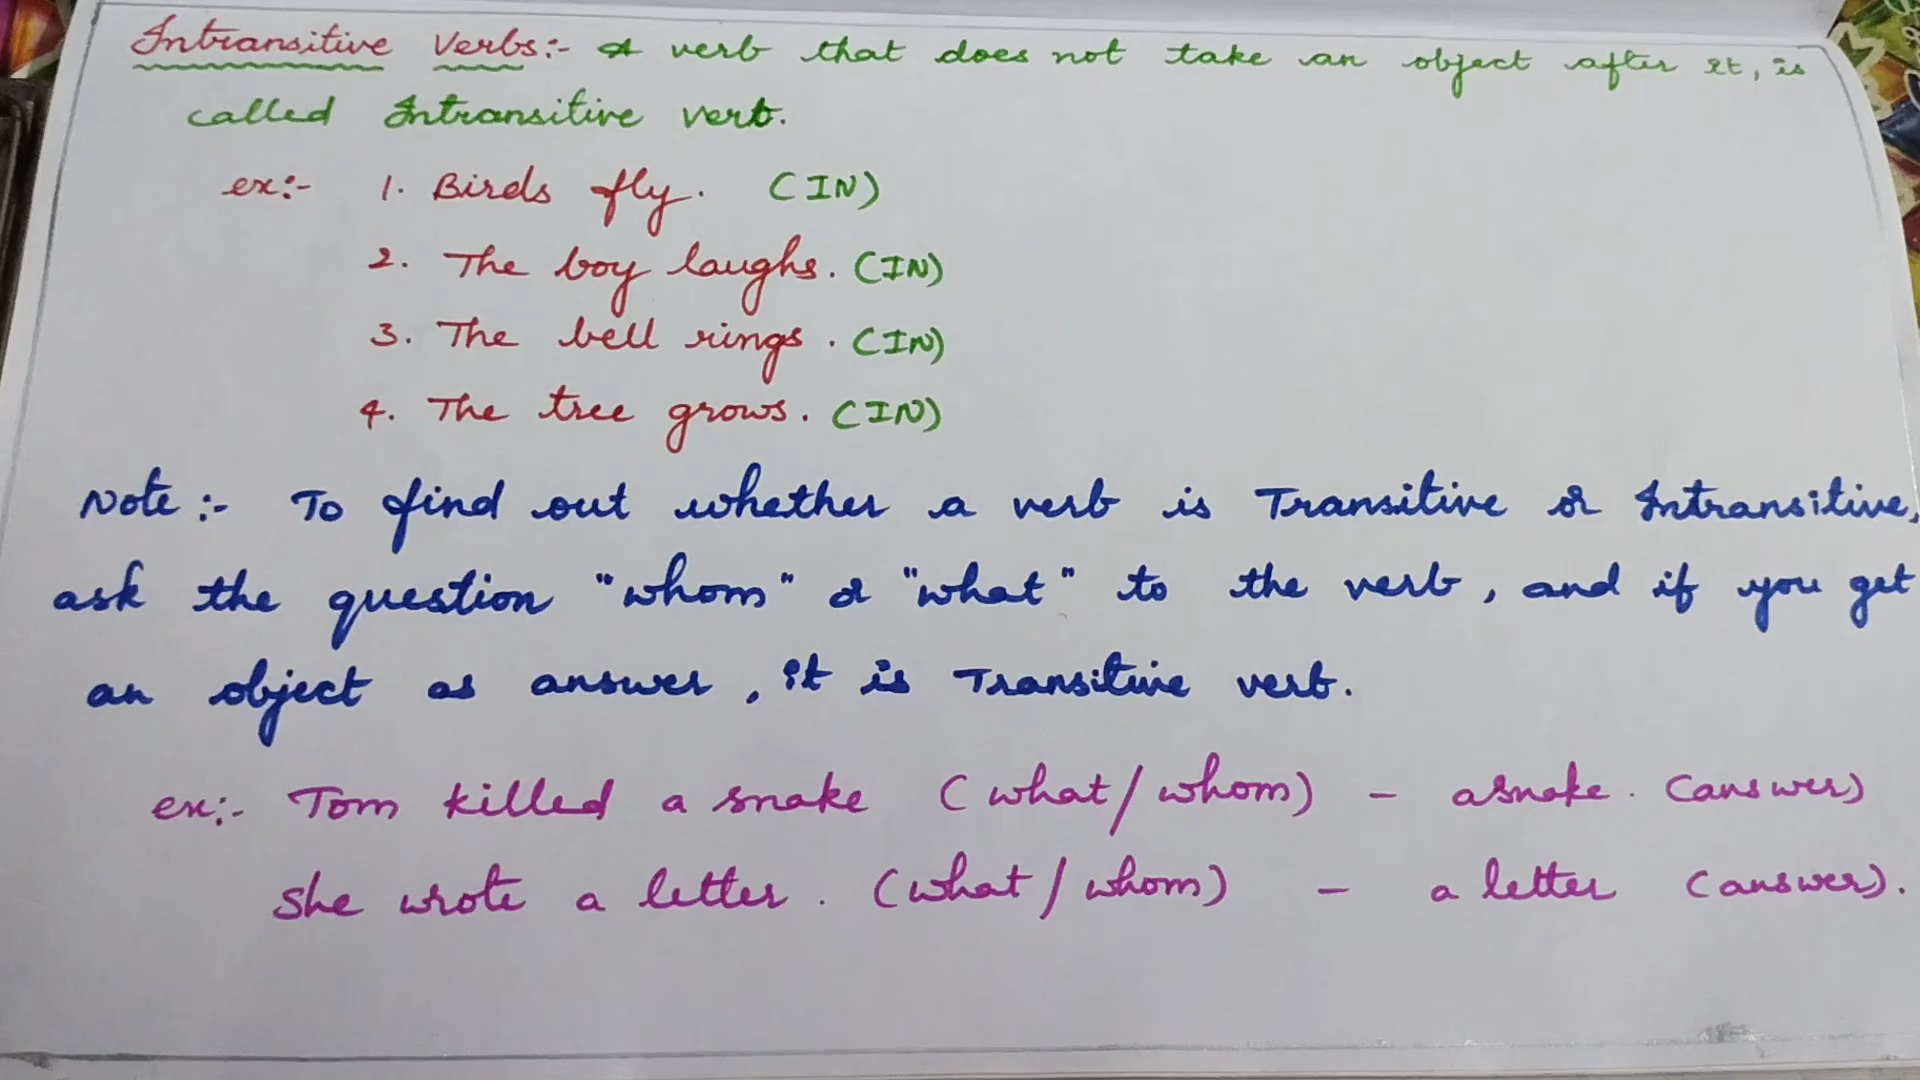 Intransitive Verbs:- A verb that does not take an object after it, is
called Intransitive verb.
ex:- 1. Birds fly. (IN)
2. The boy laughs. (IN)
3. The bell rings. (IN)
4. The tree grows. (IN)
Note:- To find out whether a verb is Transitive or Intransitive,
ask the question "whom" or "what" to the verb, and if you get
an object as answer, it is Transitive verb.
ex:- Tom killed a snake (what/whom) - a snake. (answer)
She wrote a letter. (what/whom) - a letter (answer).